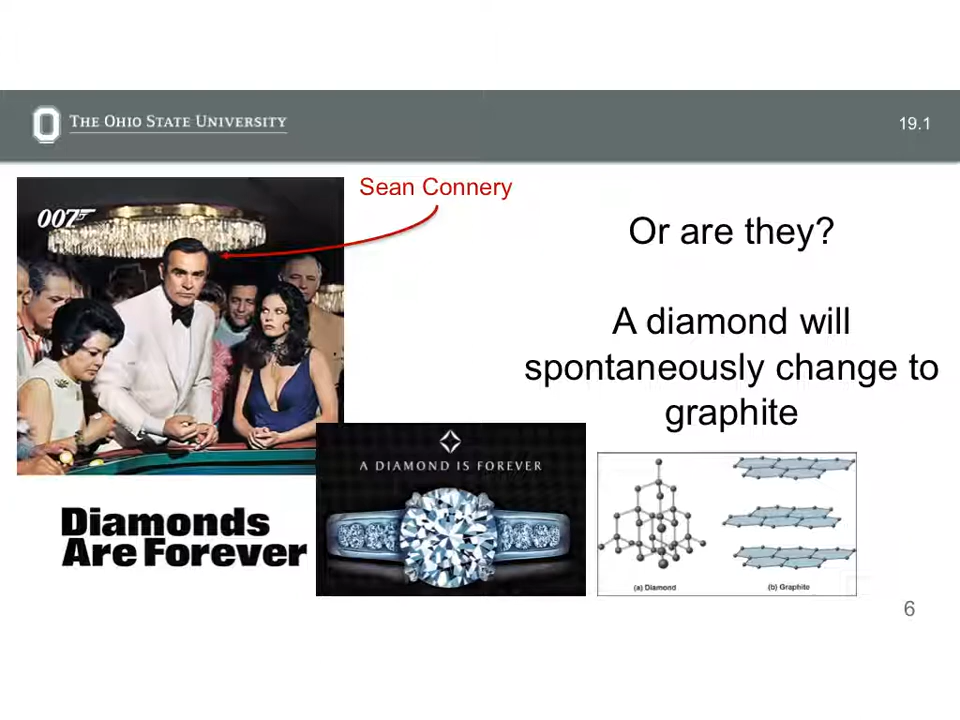 THE OHIO STATE UNIVERSITY
19.1
Sean Connery
007
Or are they?
A diamond will
spontaneously change to
graphite
A DIAMOND IS FOREVER
Diamonds
Are Forever
(a) Diamond
(b) Graphite
6